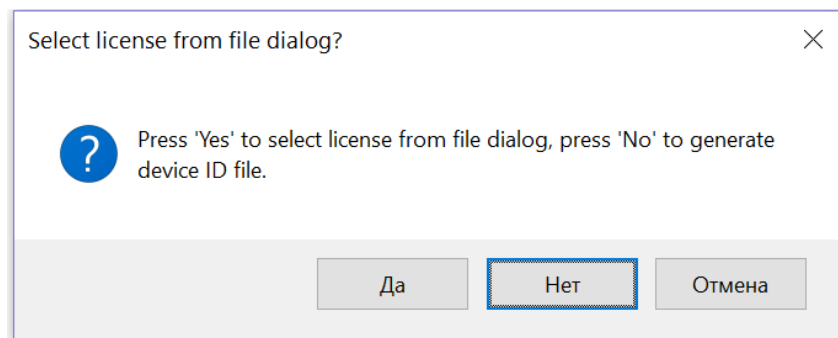 Select license from file dialog?
Press 'Yes' to select license from file dialog, press 'No' to generate
device ID file.
Да
Нет
Отмена